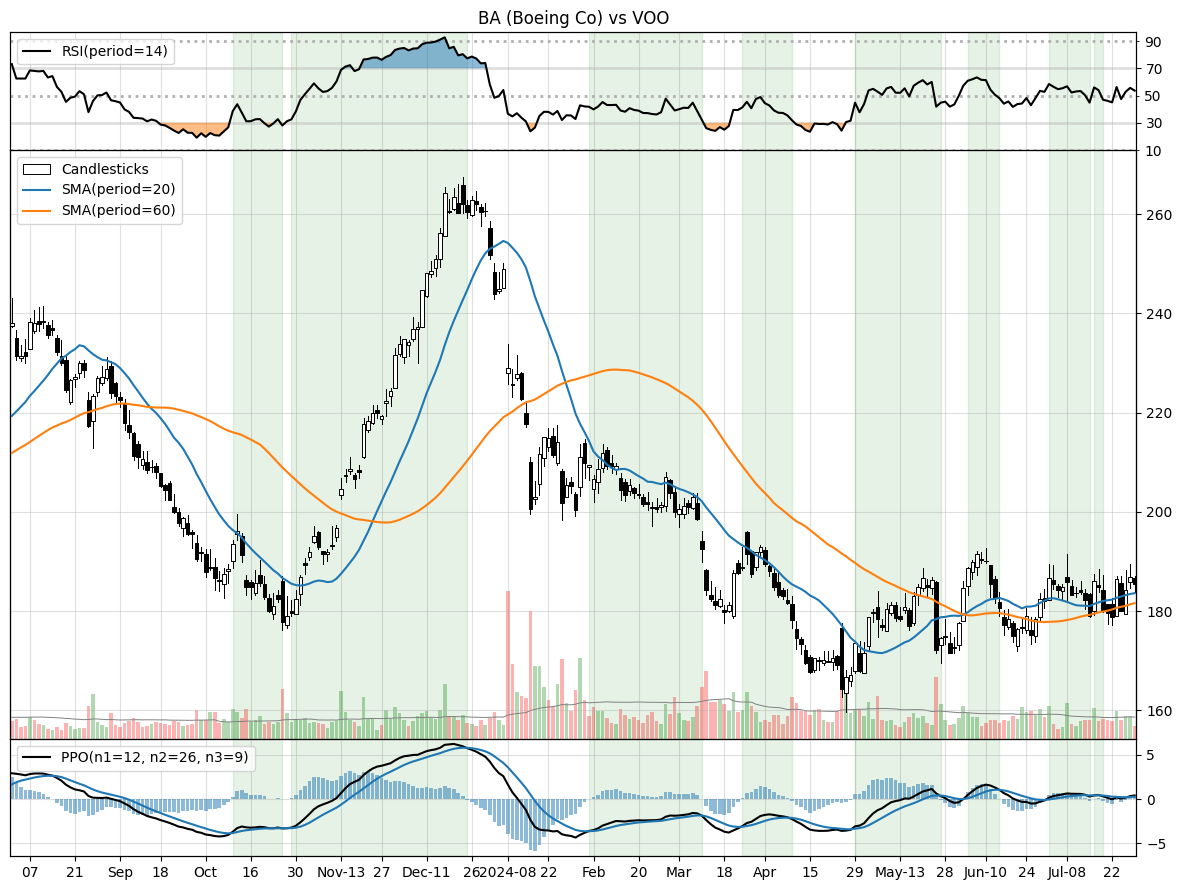 BA (Boeing Co) vs VOO
RSI(period=14)
90
70
50
30
10
Candlesticks
SMA(period=20)
SMA(period=60)
260
240
220
200
180
160
PPO(n1=12, n2=26, n3=9)
5
0
−5
07 21 Sep 18 Oct 16 30 Nov-13 27 Dec-11 26 2024-08 22 Feb 20 Mar 18 Apr 15 29 May-13 28 Jun-10 24 Jul-08 22